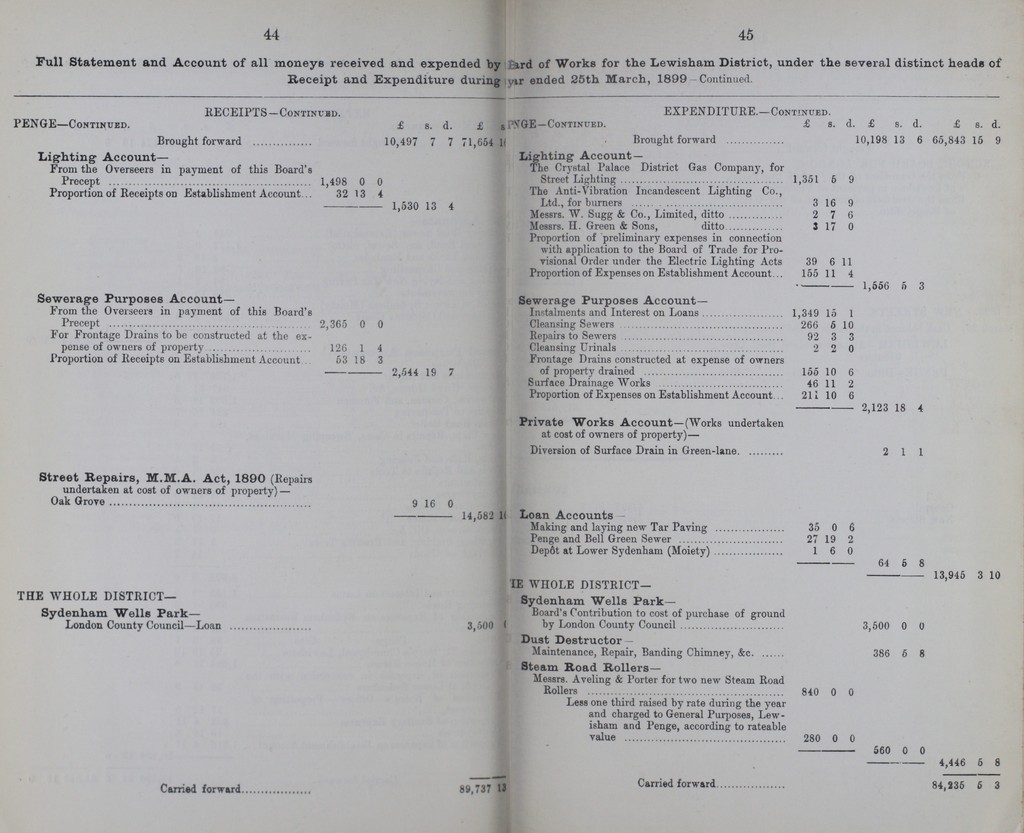 44
Full Statement and Account of all moneys received and expended by
Receipt and Expenditure during
RECEIPTS—Continued.
PENGE—Continued. £ s. d. £
Brought forward 10,497 7 7 71,654
Lighting Account—
From the Overseers in payment of this Board's
Precept 1,498 0 0
Proportion of Receipts on Establishment Account... 32 13 4
1,530 13 4
Sewerage Purposes Account—
From the Overseers in payment of this Board's
Precept 2,365 0 0
For Frontage Drains to be constructed at the ex-
pense of owners of property 126 1 4
Proportion of Receipts on Establishment Account... 53 18 3
2,544 19 7
Street Repairs, M.M.A. Act, 1890 (Repairs
undertaken at cost of owners of property)—
Oak Grove 9 16 0
14,582
THE WHOLE DISTRICT—
Sydenham Wells Park—
London County Council—Loan 3,500
Carried forward 89,737
45
ard of Works for the Lewisham District, under the several distinct heads of
ended 25th March, 1899—Continued.
EXPENDITURE.—Continued.
NGE—Continued. £ s. d. £ s. d. £ s. d.
Brought forward 10,198 13 6 65,843 15 9
Lighting Account—
The Crystal Palace District Gas Company, for
Street Lighting 1,351 5 9
The Anti-Vibration Incandescent Lighting Co.,
Ltd., for burners 3 16 9
Messrs. W. Sugg & Co., Limited, ditto 2 7 6
Messrs. H. Green & Sons, ditto 3 17 0
Proportion of preliminary expenses in connection
with application to the Board of Trade for Pro-
visional Order under the Electric Lighting Acts 39 6 11
Proportion of Expenses on Establishment Account... 155 11 4
1,556 5 3
Sewerage Purposes Account—
Instalments and Interest on Loans 1,349 15 1
Cleansing Sewers 266 5 10
Repairs to Sewers 92 3 3
Cleansing Urinals 2 2 0
Frontage Drains constructed at expense of owners
of property drained 155 10 6
Surface Drainage Works 46 11 2
Proportion of Expenses on Establishment Account... 211 10 6
2,123 18 4
Private Works Account—(Works undertaken
at cost of owners of property)—
Diversion of Surface Drain in Green-lane. 2 1 1
Loan Accounts—
Making and laying new Tar Paving 35 0 6
Penge and Bell Green Sewer 27 19 2
Depôt at Lower Sydenham (Moiety) 1 6 0
64 5 8
13,945 3 10
E WHOLE DISTRICT—
Sydenham Wells Park—
Board's Contribution to cost of purchase of ground
by London County Council 3,500 0 0
Dust Destructor—
Maintenance, Repair, Banding Chimney, &c. 386 5 8
Steam Road Rollers—
Messrs. Aveling & Porter for two new Steam Road
Rollers 840 0 0
Less one third raised by rate during the year
and charged to General Purposes, Lew-
isham and Penge, according to rateable
value 280 0 0
560 0 0
4,446 5 8
Carried forward 84,235 5 3